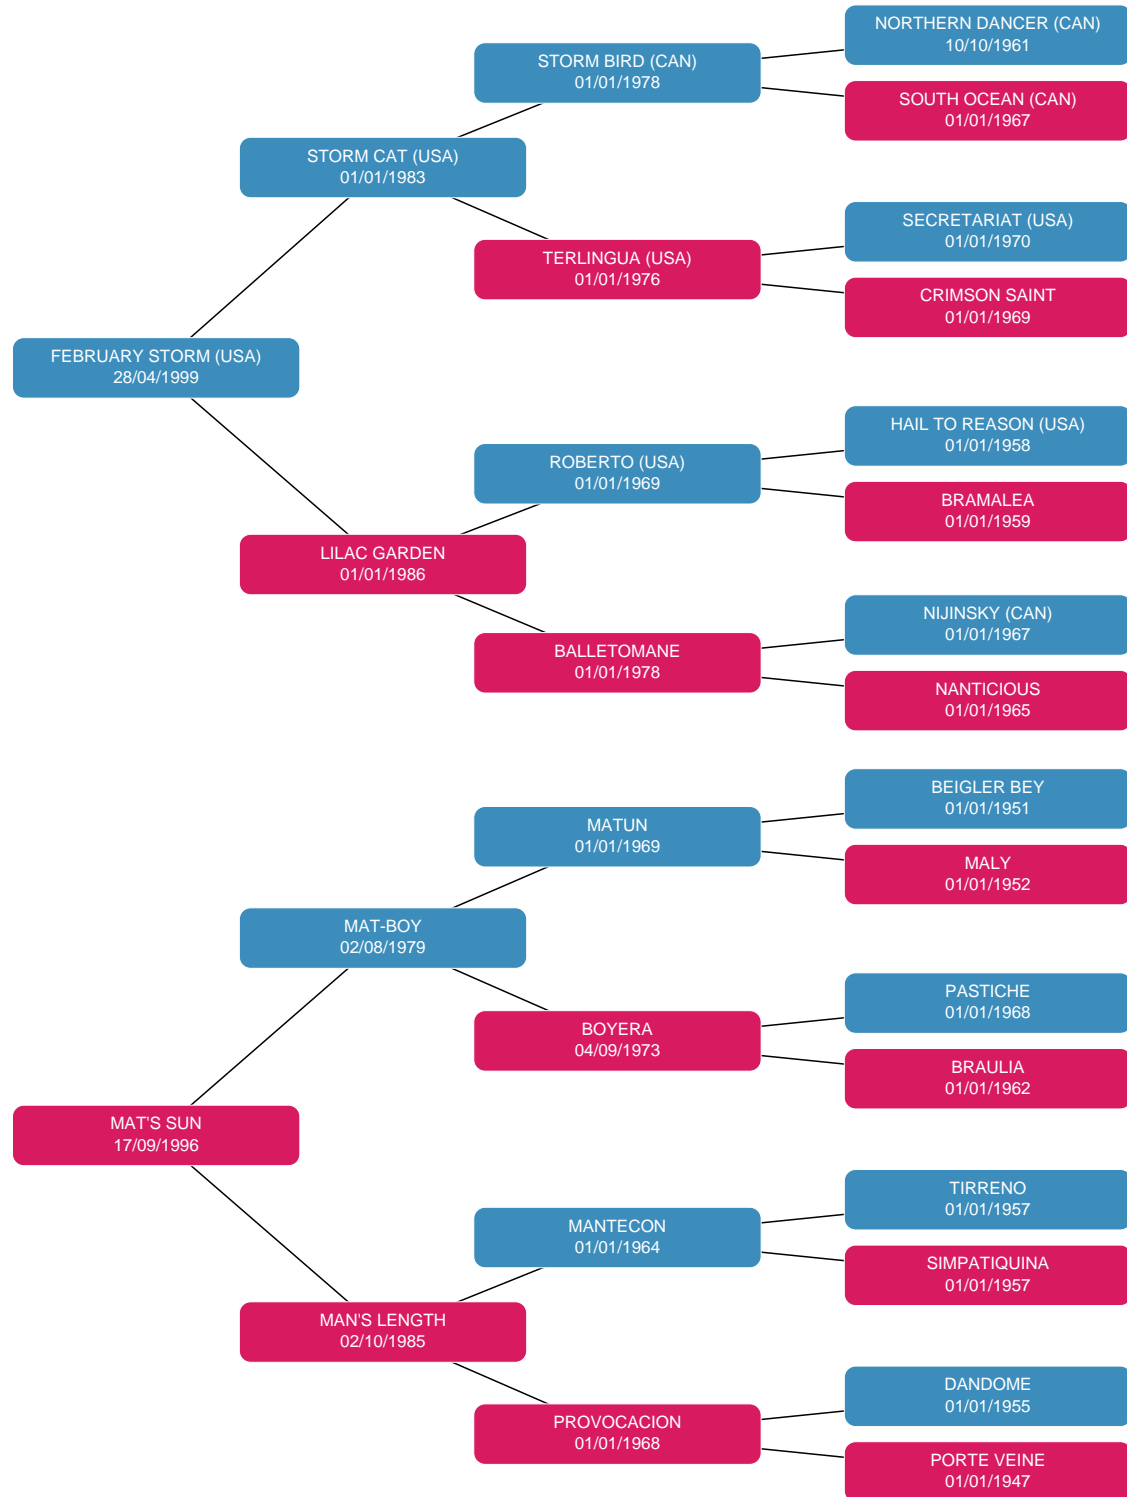 NORTHERN DANCER (CAN)
10/10/1961
STORM BIRD (CAN)
01/01/1978
SOUTH OCEAN (CAN)
01/01/1967
STORM CAT (USA)
01/01/1983
SECRETARIAT (USA)
01/01/1970
TERLINGUA (USA)
01/01/1976
CRIMSON SAINT
01/01/1969
FEBRUARY STORM (USA)
28/04/1999
HAIL TO REASON (USA)
01/01/1958
ROBERTO (USA)
01/01/1969
BRAMALEA
01/01/1959
LILAC GARDEN
01/01/1986
NIJINSKY (CAN)
01/01/1967
BALLETOMANE
01/01/1978
NANTICIOUS
01/01/1965
BEIGLER BEY
01/01/1951
MATUN
01/01/1969
MALY
01/01/1952
MAT-BOY
02/08/1979
PASTICHE
01/01/1968
BOYERA
04/09/1973
BRAULIA
01/01/1962
MAT'S SUN
17/09/1996
TIRRENO
01/01/1957
MANTECON
01/01/1964
SIMPATIQUINA
01/01/1957
MAN'S LENGTH
02/10/1985
DANDOME
01/01/1955
PROVOCACION
01/01/1968
PORTE VEINE
01/01/1947